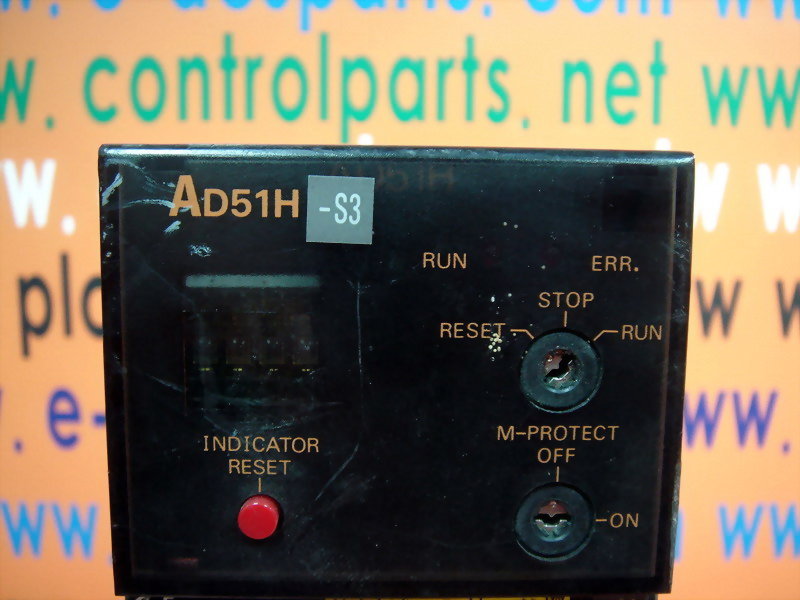 w. controlparts. net ww
AD51H -S3
RUN ERR.
STOP
RESET RUN
M-PROTECT
OFF
ON
INDICATOR
RESET